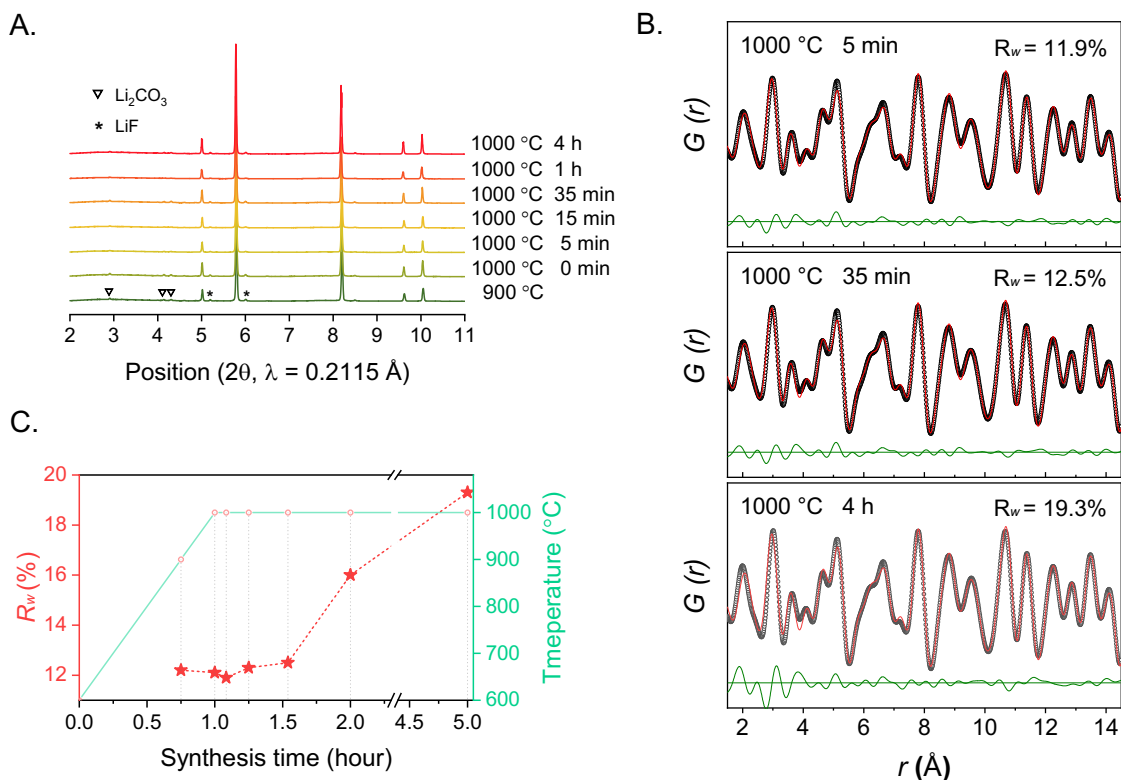 A.
▽ Li₂CO₃
* LiF
1000 °C 4 h
1000 °C 1 h
1000 °C 35 min
1000 °C 15 min
1000 °C 5 min
1000 °C 0 min
900 °C
2 3 4 5 6 7 8 9 10 11
Position (2θ, λ = 0.2115 Å)
B.
1000 °C 5 min R_w = 11.9%
G (r)
1000 °C 35 min R_w = 12.5%
G (r)
1000 °C 4 h R_w = 19.3%
G (r)
2 4 6 8 10 12 14
r (Å)
C.
20
18
16
14
12
R_w (%)
1000
900
800
700
600
Tmeperature (°C)
0.0 0.5 1.0 1.5 2.0 4.5 5.0
Synthesis time (hour)